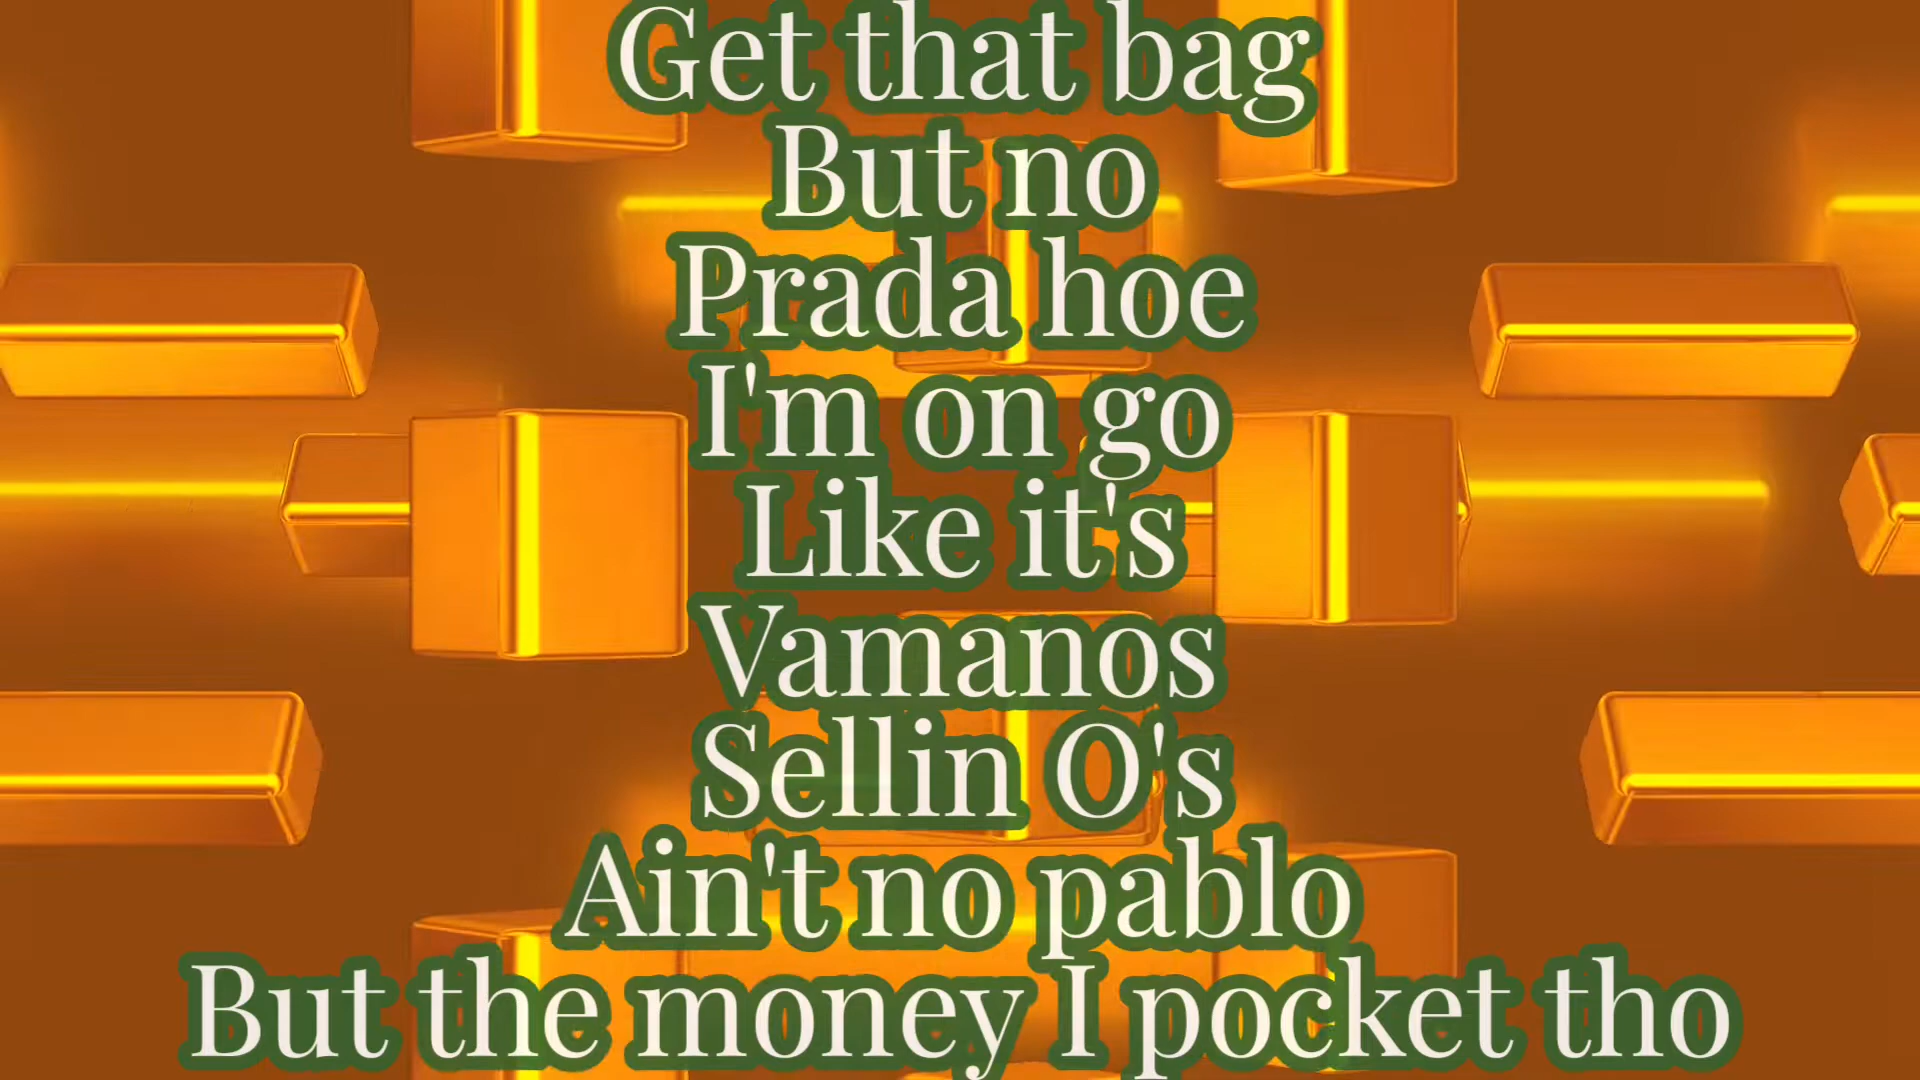 Get that bag
But no
Prada hoe
I'm on go
Like it's
Vamanos
Sellin O's
Ain't no pablo
But the money I pocket tho